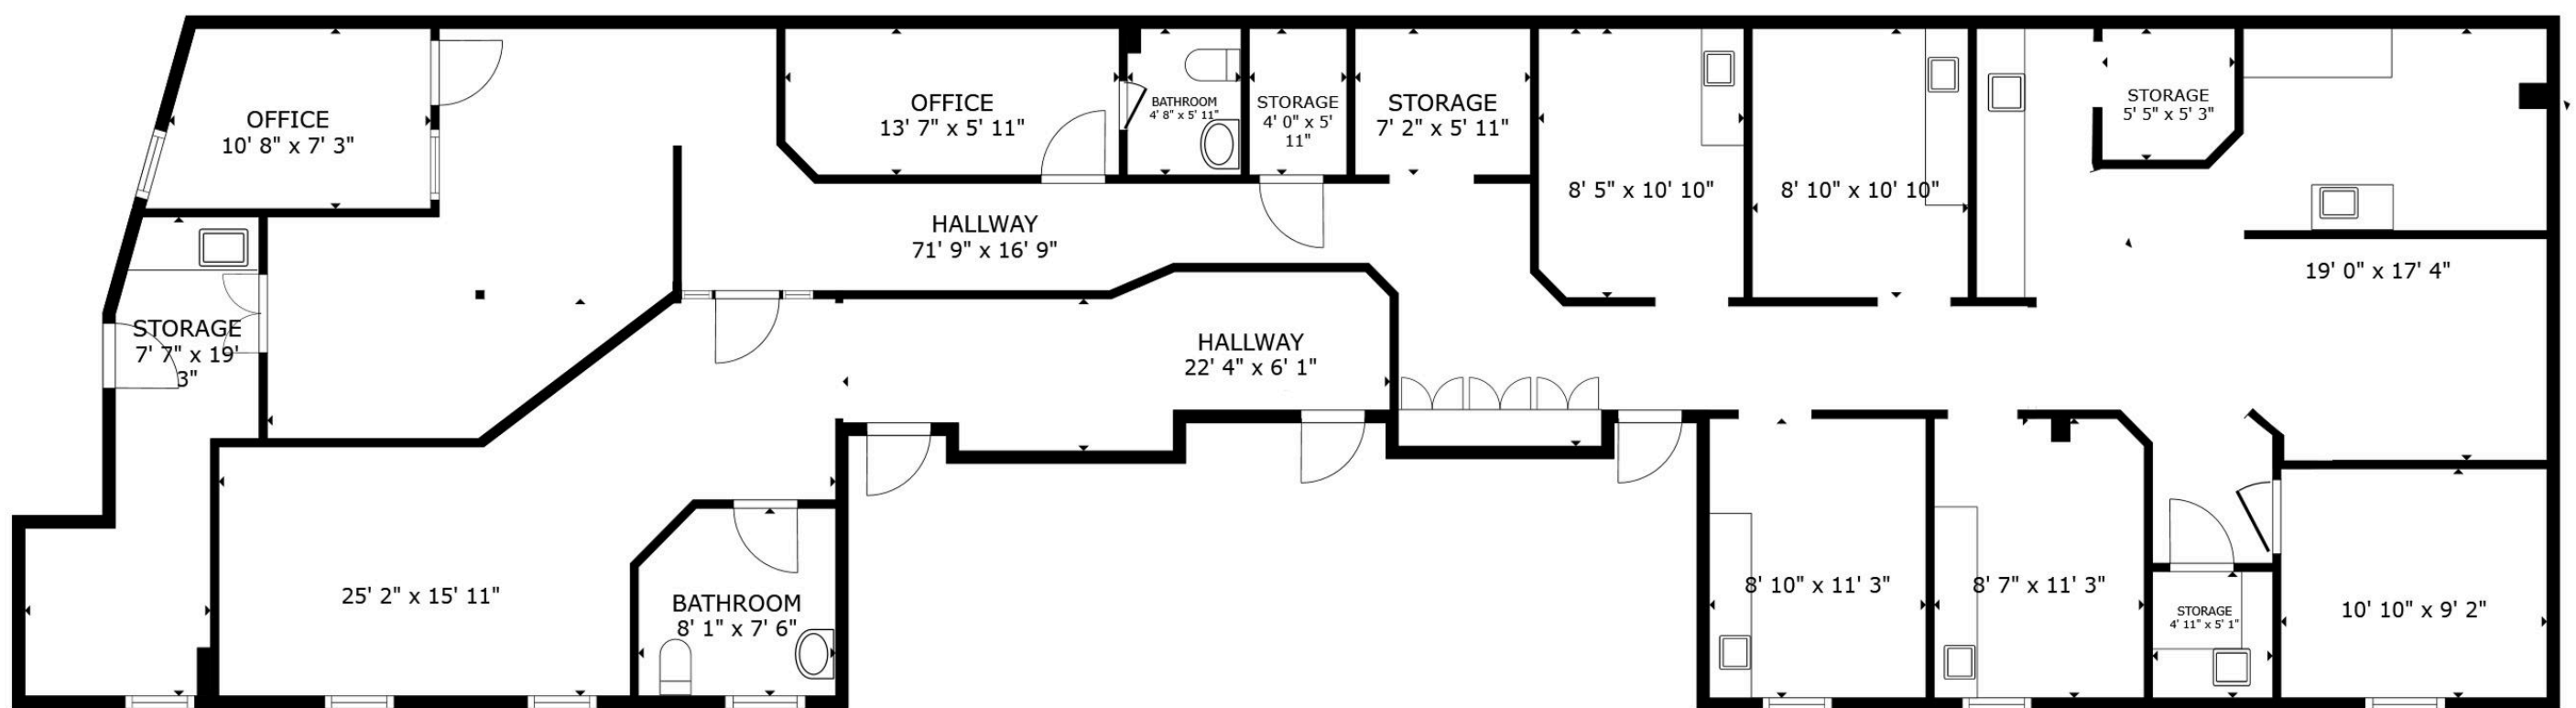 OFFICE
10' 8" x 7' 3"
OFFICE
13' 7" x 5' 11"
BATHROOM
4' 8" x 5' 11"
STORAGE
4' 0" x 5'
11"
STORAGE
7' 2" x 5' 11"
8' 5" x 10' 10"
8' 10" x 10' 10"
STORAGE
5' 5" x 5' 3"
HALLWAY
71' 9" x 16' 9"
19' 0" x 17' 4"
STORAGE
7' 7" x 19'
3"
HALLWAY
22' 4" x 6' 1"
25' 2" x 15' 11"
BATHROOM
8' 1" x 7' 6"
8' 10" x 11' 3"
8' 7" x 11' 3"
STORAGE
4' 11" x 5' 1"
10' 10" x 9' 2"